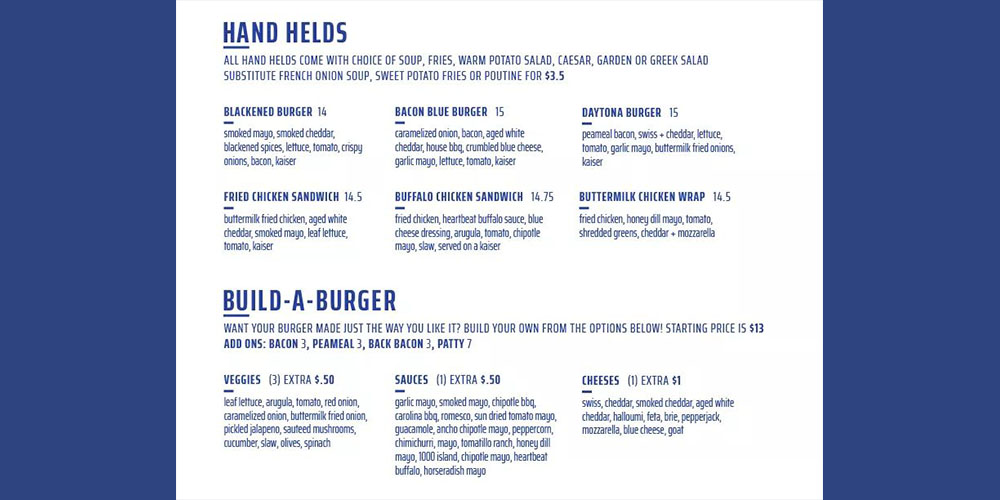 HAND HELDS
ALL HAND HELDS COME WITH CHOICE OF SOUP, FRIES, WARM POTATO SALAD, CAESAR, GARDEN OR GREEK SALAD
SUBSTITUTE FRENCH ONION SOUP, SWEET POTATO FRIES OR POUTINE FOR $3.5
BLACKENED BURGER 14
smoked mayo, smoked cheddar,
blackened spices, lettuce, tomato, crispy
onions, bacon, kaiser
BACON BLUE BURGER 15
caramelized onion, bacon, aged white
cheddar, house bbq, crumbled blue cheese,
garlic mayo, lettuce, tomato, kaiser
DAYTONA BURGER 15
peameal bacon, swiss + cheddar, lettuce,
tomato, garlic mayo, buttermilk fried onions,
kaiser
FRIED CHICKEN SANDWICH 14.5
buttermilk fried chicken, aged white
cheddar, smoked mayo, leaf lettuce,
tomato, kaiser
BUFFALO CHICKEN SANDWICH 14.75
fried chicken, heartbeat buffalo sauce, blue
cheese dressing, arugula, tomato, chipotle
mayo, slaw, served on a kaiser
BUTTERMILK CHICKEN WRAP 14.5
fried chicken, honey dill mayo, tomato,
shredded greens, cheddar + mozzarella
BUILD-A-BURGER
WANT YOUR BURGER MADE JUST THE WAY YOU LIKE IT? BUILD YOUR OWN FROM THE OPTIONS BELOW! STARTING PRICE IS $13
ADD ONS: BACON 3, PEAMEAL 3, BACK BACON 3, PATTY 7
VEGGIES (3) EXTRA $.50
leaf lettuce, arugula, tomato, red onion,
caramelized onion, buttermilk fried onion,
pickled jalapeno, sauteed mushrooms,
cucumber, slaw, olives, spinach
SAUCES (1) EXTRA $.50
garlic mayo, smoked mayo, chipotle bbq,
carolina bbq, romesco, sun dried tomato mayo,
guacamole, ancho chipotle mayo, peppercorn,
chimichurri, mayo, tomatillo ranch, honey dill
mayo, 1000 island, chipotle mayo, heartbeat
buffalo, horseradish mayo
CHEESES (1) EXTRA $1
swiss, cheddar, smoked cheddar, aged white
cheddar, halloumi, feta, brie, pepperjack,
mozzarella, blue cheese, goat